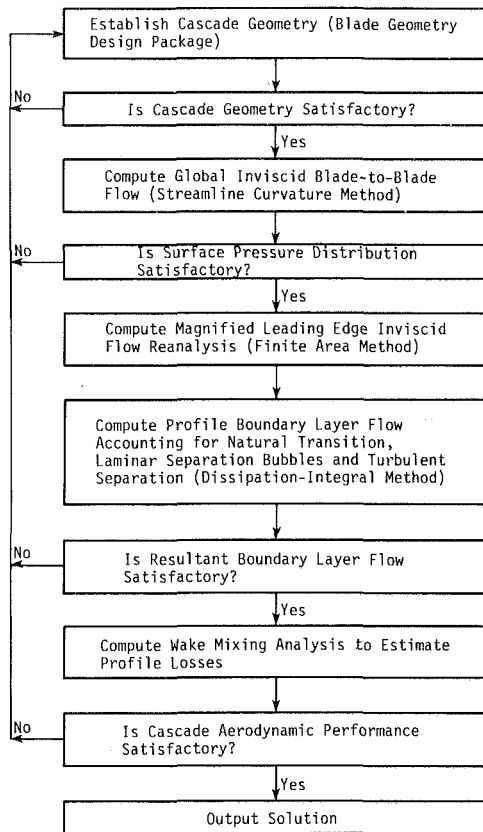 Establish Cascade Geometry (Blade Geometry
Design Package)
No
Is Cascade Geometry Satisfactory?
Yes
Compute Global Inviscid Blade-to-Blade
Flow (Streamline Curvature Method)
No
Is Surface Pressure Distribution
Satisfactory?
Yes
Compute Magnified Leading Edge Inviscid
Flow Reanalysis (Finite Area Method)
Compute Profile Boundary Layer Flow
Accounting for Natural Transition,
Laminar Separation Bubbles and Turbulent
Separation (Dissipation-Integral Method)
No
Is Resultant Boundary Layer Flow
Satisfactory?
Yes
Compute Wake Mixing Analysis to Estimate
Profile Losses
No
Is Cascade Aerodynamic Performance
Satisfactory?
Yes
Output Solution